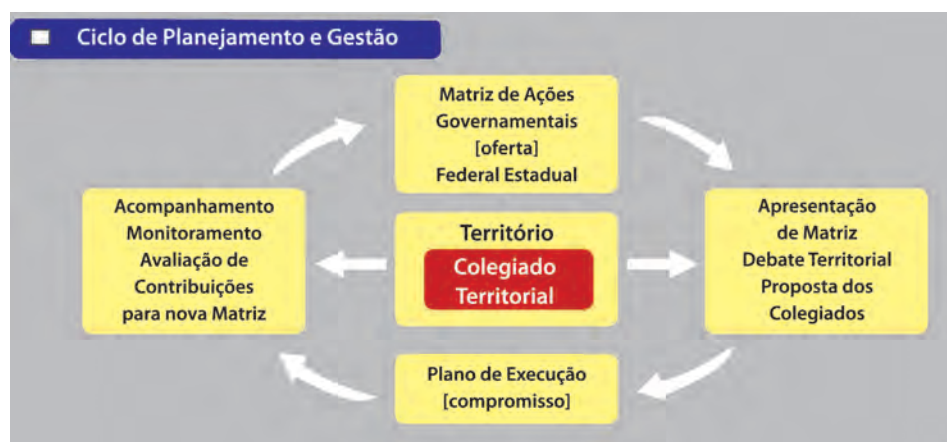 Ciclo de Planejamento e Gestão
Matriz de Ações
Governamentais
[oferta]
Federal Estadual
Acompanhamento
Monitoramento
Avaliação de
Contribuições
para nova Matriz
Território
Colegiado
Territorial
Apresentação
de Matriz
Debate Territorial
Proposta dos
Colegiados
Plano de Execução
[compromisso]